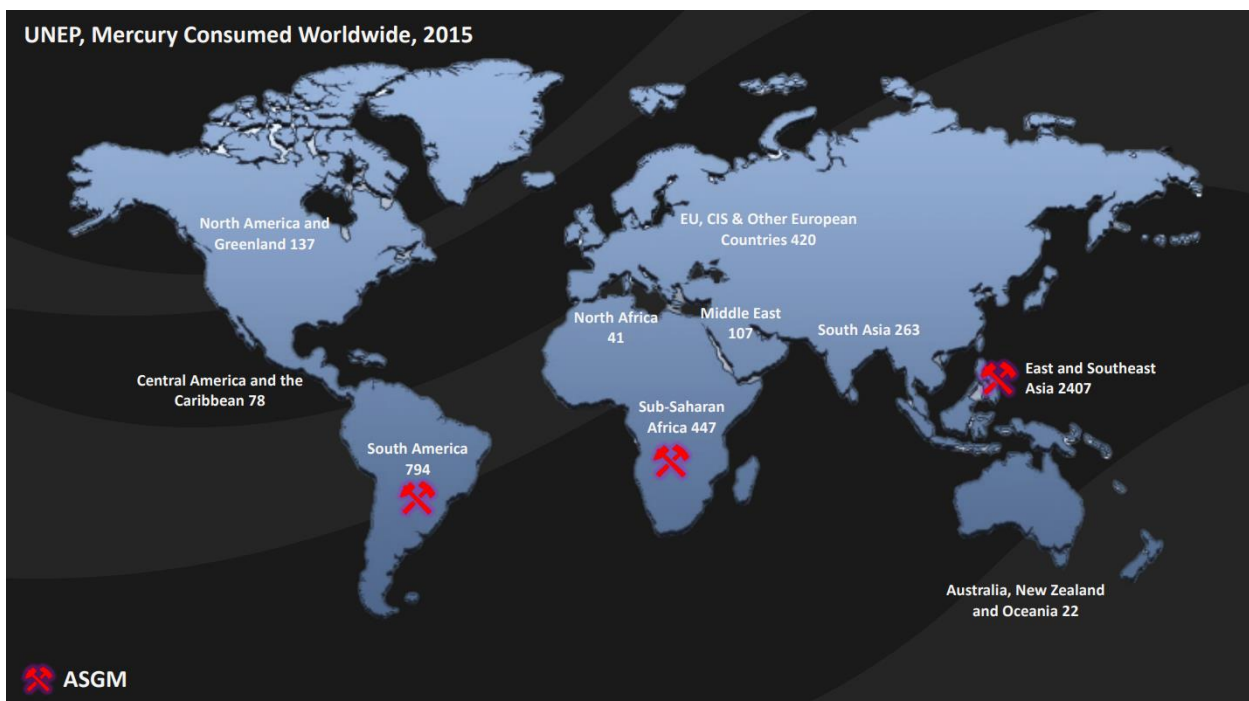 UNEP, Mercury Consumed Worldwide, 2015
North America and
Greenland 137
EU, CIS & Other European
Countries 420
North Africa
41
Middle East
107
South Asia 263
Central America and the
Caribbean 78
East and Southeast
Asia 2407
Sub-Saharan
Africa 447
South America
794
Australia, New Zealand
and Oceania 22
ASGM